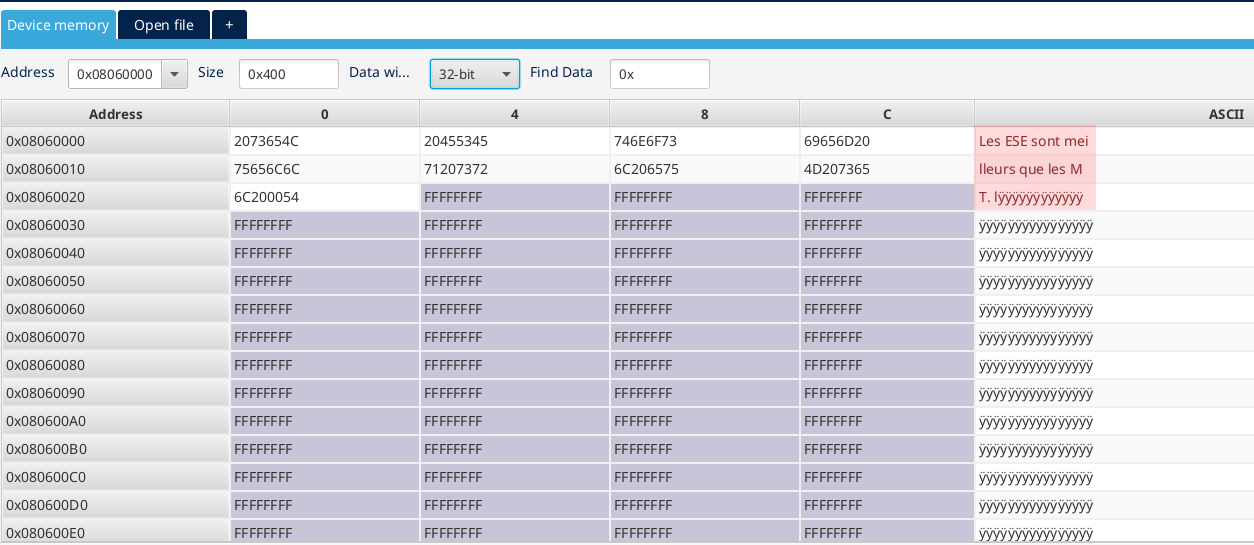 Device memory Open file +
Address 0x08060000 Size 0x400 Data wi... 32-bit Find Data 0x
Address 0 4 8 C ASCII
0x08060000 2073654C 20455345 746E6F73 69656D20 Les ESE sont mei
0x08060010 75656C6C 71207372 6C206575 4D207365 lleurs que les M
0x08060020 6C200054 FFFFFFFF FFFFFFFF FFFFFFFF T. lÿÿÿÿÿÿÿÿÿÿÿÿ
0x08060030 FFFFFFFF FFFFFFFF FFFFFFFF FFFFFFFF ÿÿÿÿÿÿÿÿÿÿÿÿÿÿÿÿ
0x08060040 FFFFFFFF FFFFFFFF FFFFFFFF FFFFFFFF ÿÿÿÿÿÿÿÿÿÿÿÿÿÿÿÿ
0x08060050 FFFFFFFF FFFFFFFF FFFFFFFF FFFFFFFF ÿÿÿÿÿÿÿÿÿÿÿÿÿÿÿÿ
0x08060060 FFFFFFFF FFFFFFFF FFFFFFFF FFFFFFFF ÿÿÿÿÿÿÿÿÿÿÿÿÿÿÿÿ
0x08060070 FFFFFFFF FFFFFFFF FFFFFFFF FFFFFFFF ÿÿÿÿÿÿÿÿÿÿÿÿÿÿÿÿ
0x08060080 FFFFFFFF FFFFFFFF FFFFFFFF FFFFFFFF ÿÿÿÿÿÿÿÿÿÿÿÿÿÿÿÿ
0x08060090 FFFFFFFF FFFFFFFF FFFFFFFF FFFFFFFF ÿÿÿÿÿÿÿÿÿÿÿÿÿÿÿÿ
0x080600A0 FFFFFFFF FFFFFFFF FFFFFFFF FFFFFFFF ÿÿÿÿÿÿÿÿÿÿÿÿÿÿÿÿ
0x080600B0 FFFFFFFF FFFFFFFF FFFFFFFF FFFFFFFF ÿÿÿÿÿÿÿÿÿÿÿÿÿÿÿÿ
0x080600C0 FFFFFFFF FFFFFFFF FFFFFFFF FFFFFFFF ÿÿÿÿÿÿÿÿÿÿÿÿÿÿÿÿ
0x080600D0 FFFFFFFF FFFFFFFF FFFFFFFF FFFFFFFF ÿÿÿÿÿÿÿÿÿÿÿÿÿÿÿÿ
0x080600E0 FFFFFFFF FFFFFFFF FFFFFFFF FFFFFFFF ÿÿÿÿÿÿÿÿÿÿÿÿÿÿÿÿ